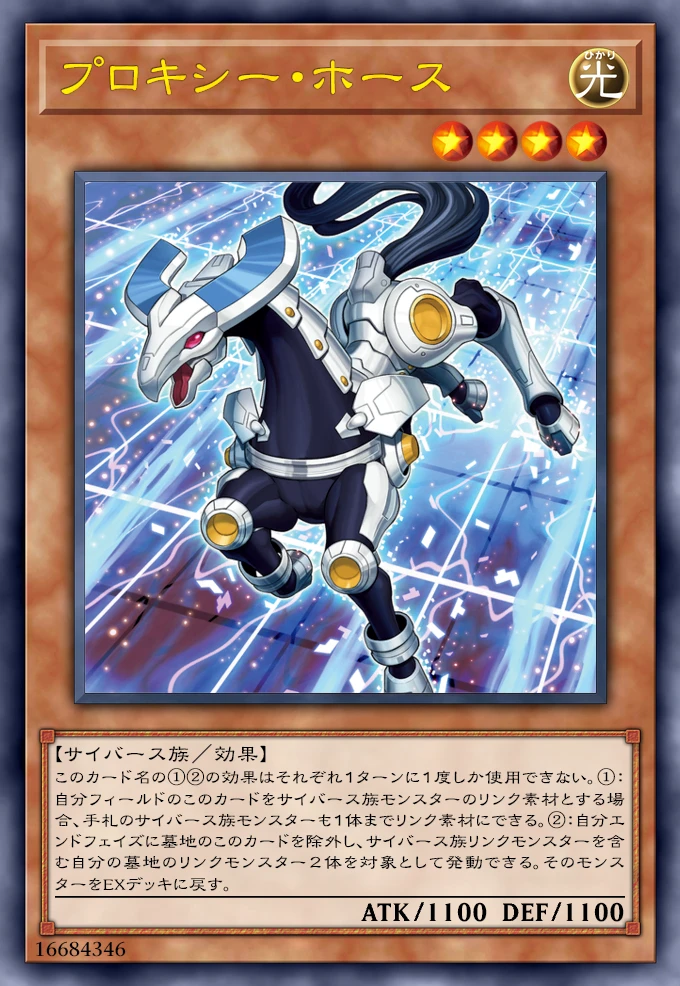 プロキシー・ホース
ひかり
光
【サイバース族／効果】
このカード名の①②の効果はそれぞれ1ターンに1度しか使用できない。①：
自分フィールドのこのカードをサイバース族モンスターのリンク素材とする場
合、手札のサイバース族モンスターも1体までリンク素材にできる。②：自分エ
ンドフェイズに墓地のこのカードを除外し、サイバース族リンクモンスターを含
む自分の墓地のリンクモンスター2体を対象として発動できる。そのモンス
ターをEXデッキに戻す。
ATK/1100 DEF/1100
16684346